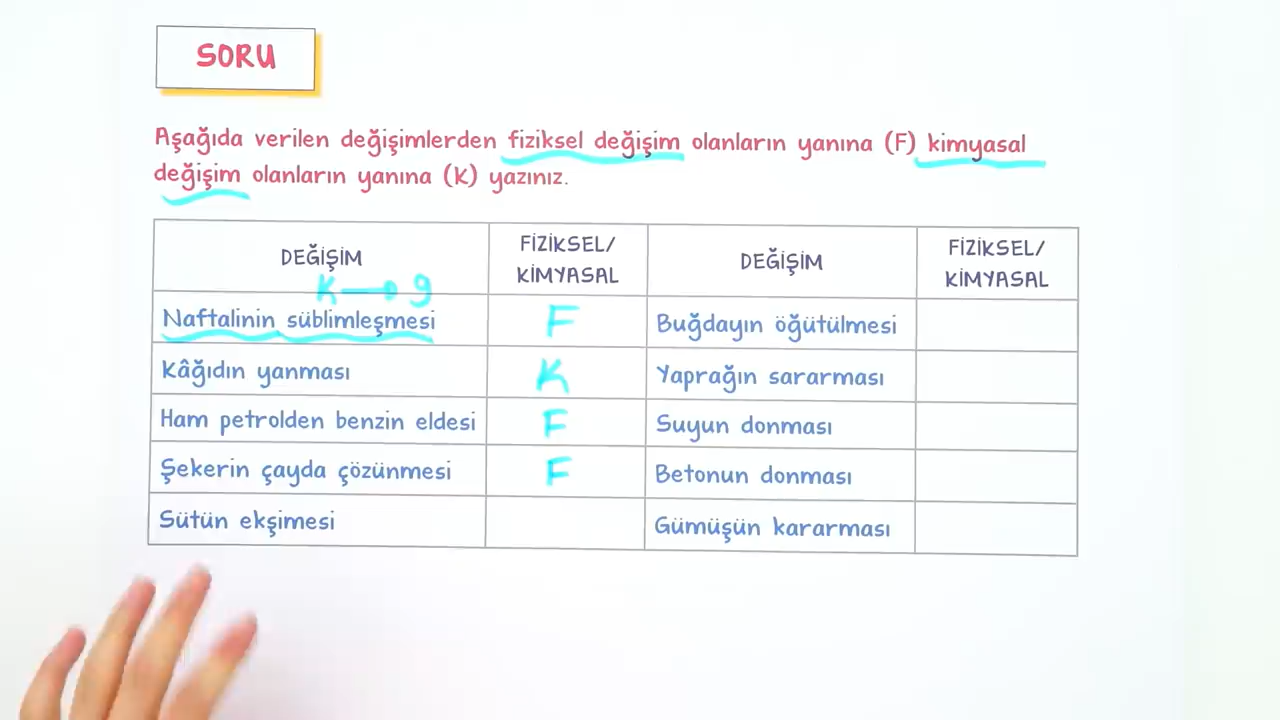 SORU
Aşağıda verilen değişimlerden fiziksel değişim olanların yanına (F) kimyasal
değişim olanların yanına (K) yazınız.
DEĞİŞİM
FİZİKSEL/
KİMYASAL
DEĞİŞİM
FİZİKSEL/
KİMYASAL
K → g
Naftalinin süblimleşmesi
F
Buğdayın öğütülmesi
Kâğıdın yanması
K
Yaprağın sararması
Ham petrolden benzin eldesi
F
Suyun donması
Şekerin çayda çözünmesi
F
Betonun donması
Sütün ekşimesi
Gümüşün kararması